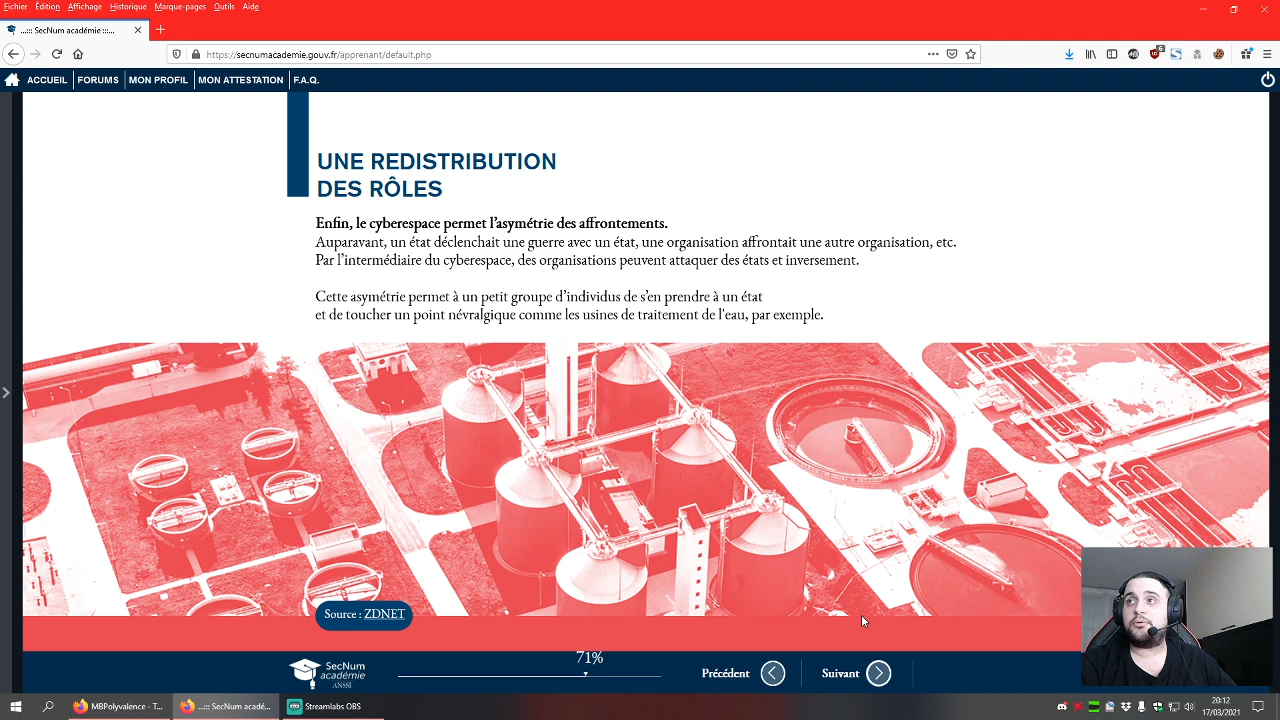 Fichier Édition Affichage Historique Marque-pages Outils Aide
...::: SecNum académie :::...
https://secnumacademie.gouv.fr/apprenant/default.php
ACCUEIL FORUMS MON PROFIL MON ATTESTATION F.A.Q.
UNE REDISTRIBUTION
DES RÔLES
Enfin, le cyberespace permet l'asymétrie des affrontements.
Auparavant, un état déclenchait une guerre avec un état, une organisation affrontait une autre organisation, etc.
Par l'intermédiaire du cyberespace, des organisations peuvent attaquer des états et inversement.
Cette asymétrie permet à un petit groupe d'individus de s'en prendre à un état
et de toucher un point névralgique comme les usines de traitement de l'eau, par exemple.
Source : ZDNET
SecNum
académie
ANSSI
71%
Précédent
Suivant
MBPolyvalence - T...
...::: SecNum acadé...
Streamlabs OBS
20:12
17/03/2021